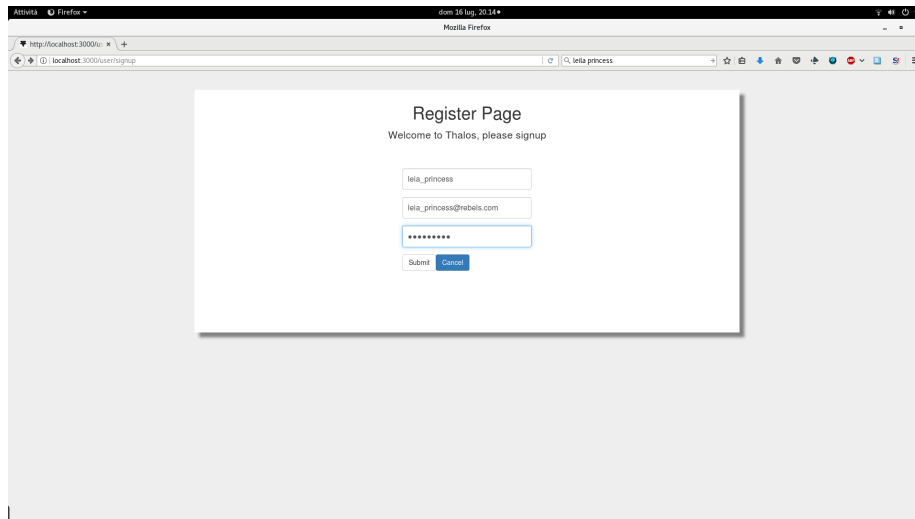 Attività Firefox dom 16 lug, 20.14
Mozilla Firefox
http://localhost:3000/u
localhost:3000/user/signup leila princess
Register Page
Welcome to Thalos, please signup
leia_princess
leia_princess@rebels.com
•••••••••
Submit Cancel